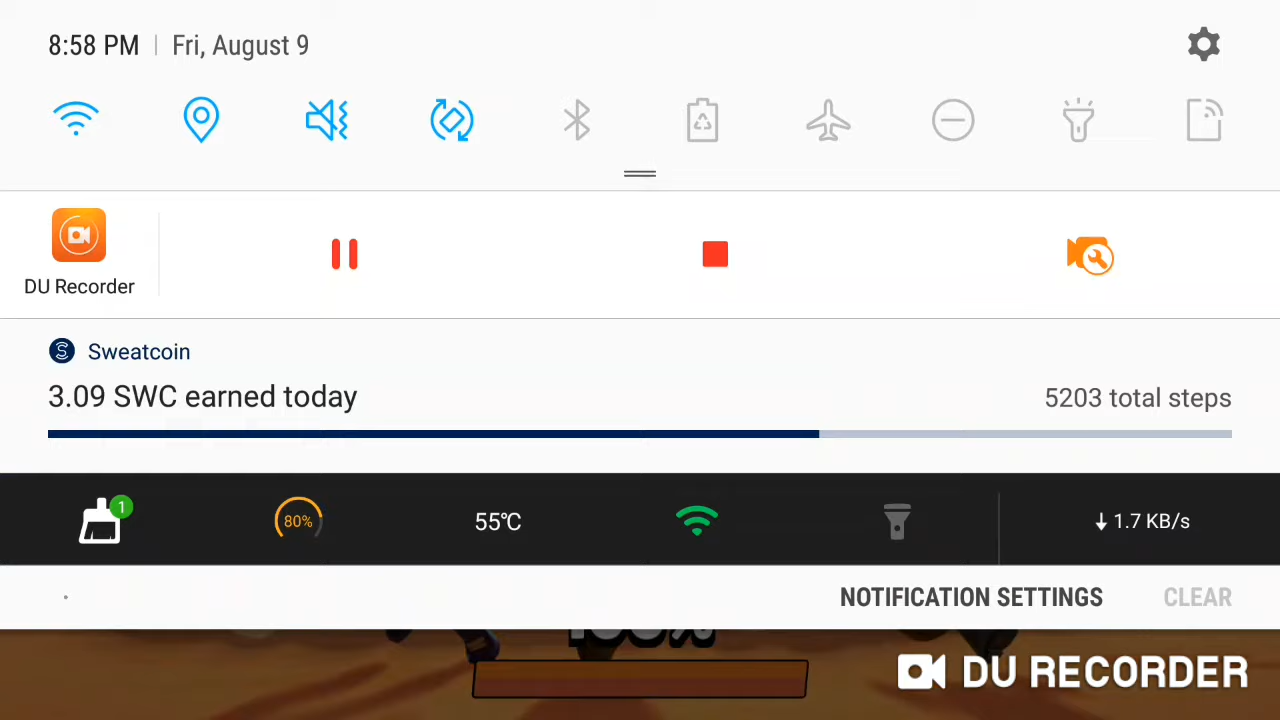 8:58 PM | Fri, August 9
DU Recorder
Sweatcoin
3.09 SWC earned today
5203 total steps
1
80%
55℃
1.7 KB/s
NOTIFICATION SETTINGS
CLEAR
100%
DU RECORDER